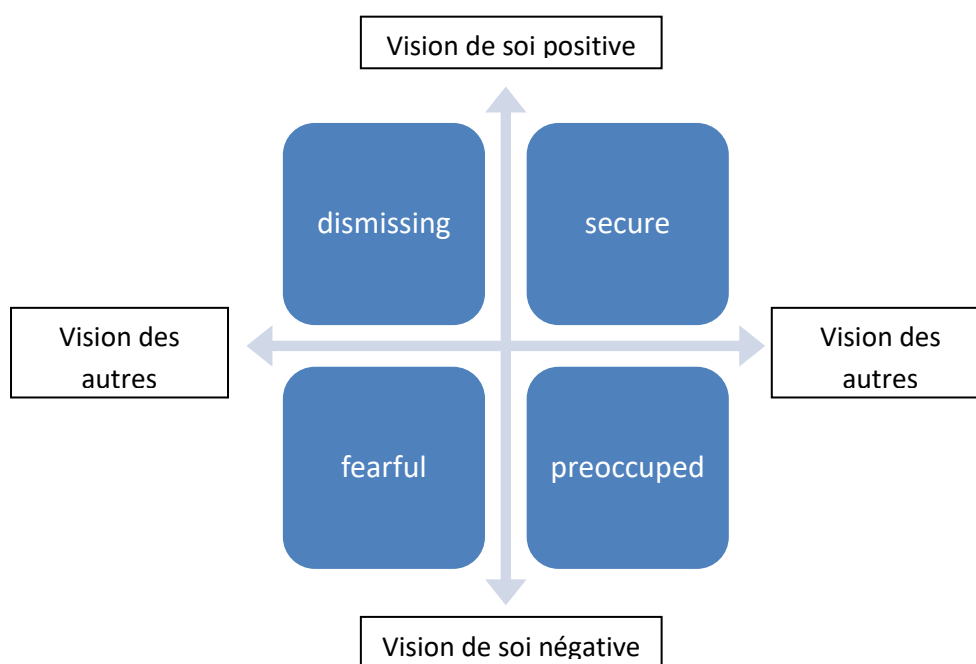 Vision de soi positive
dismissing
secure
Vision des
autres
Vision des
autres
fearful
preoccuped
Vision de soi négative